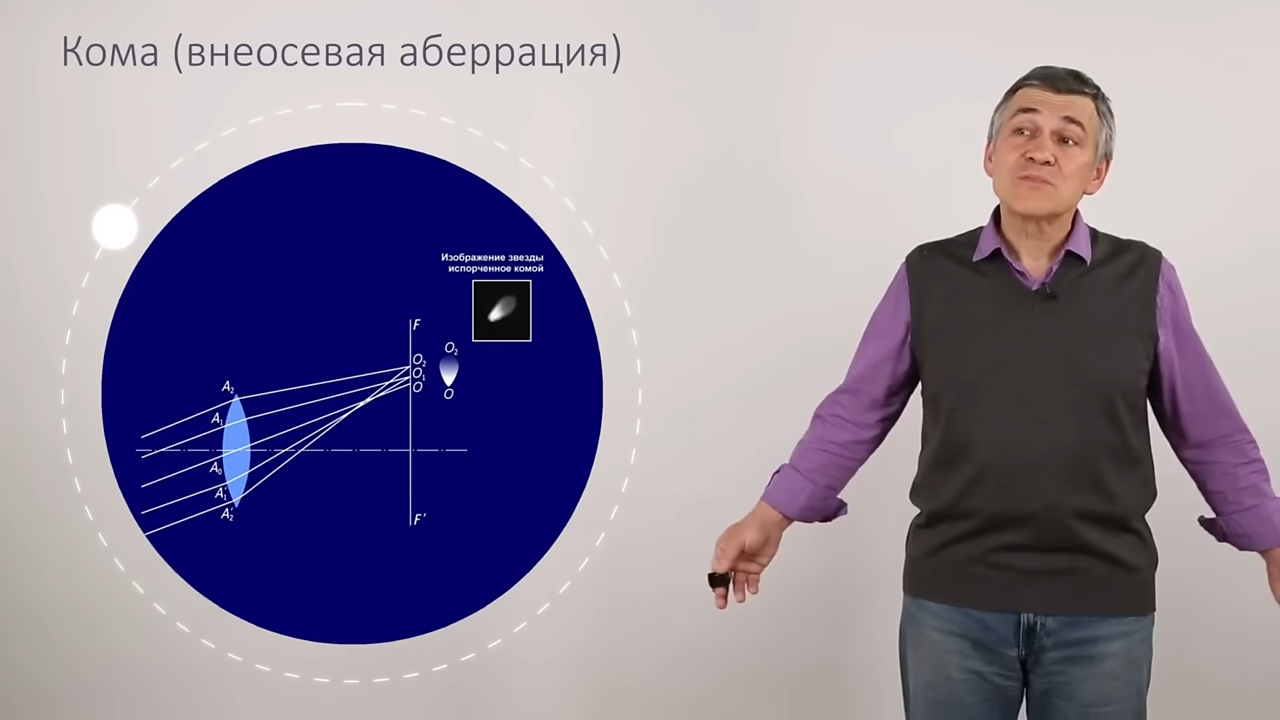 Кома (внеосевая аберрация)
Изображение звезды
испорченное комой
F
O₂
O₂
O₁
O
O
A₂
A₁
A₀
A₁′
A₂′
F′